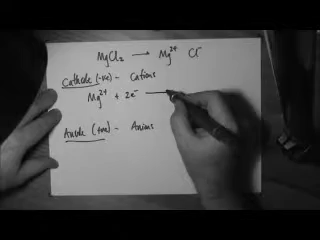 MgCl₂ → Mg²⁺ Cl⁻
Cathode (-ve) - Cations
Mg²⁺ + 2e⁻ →
Anode (+ve) - Anions